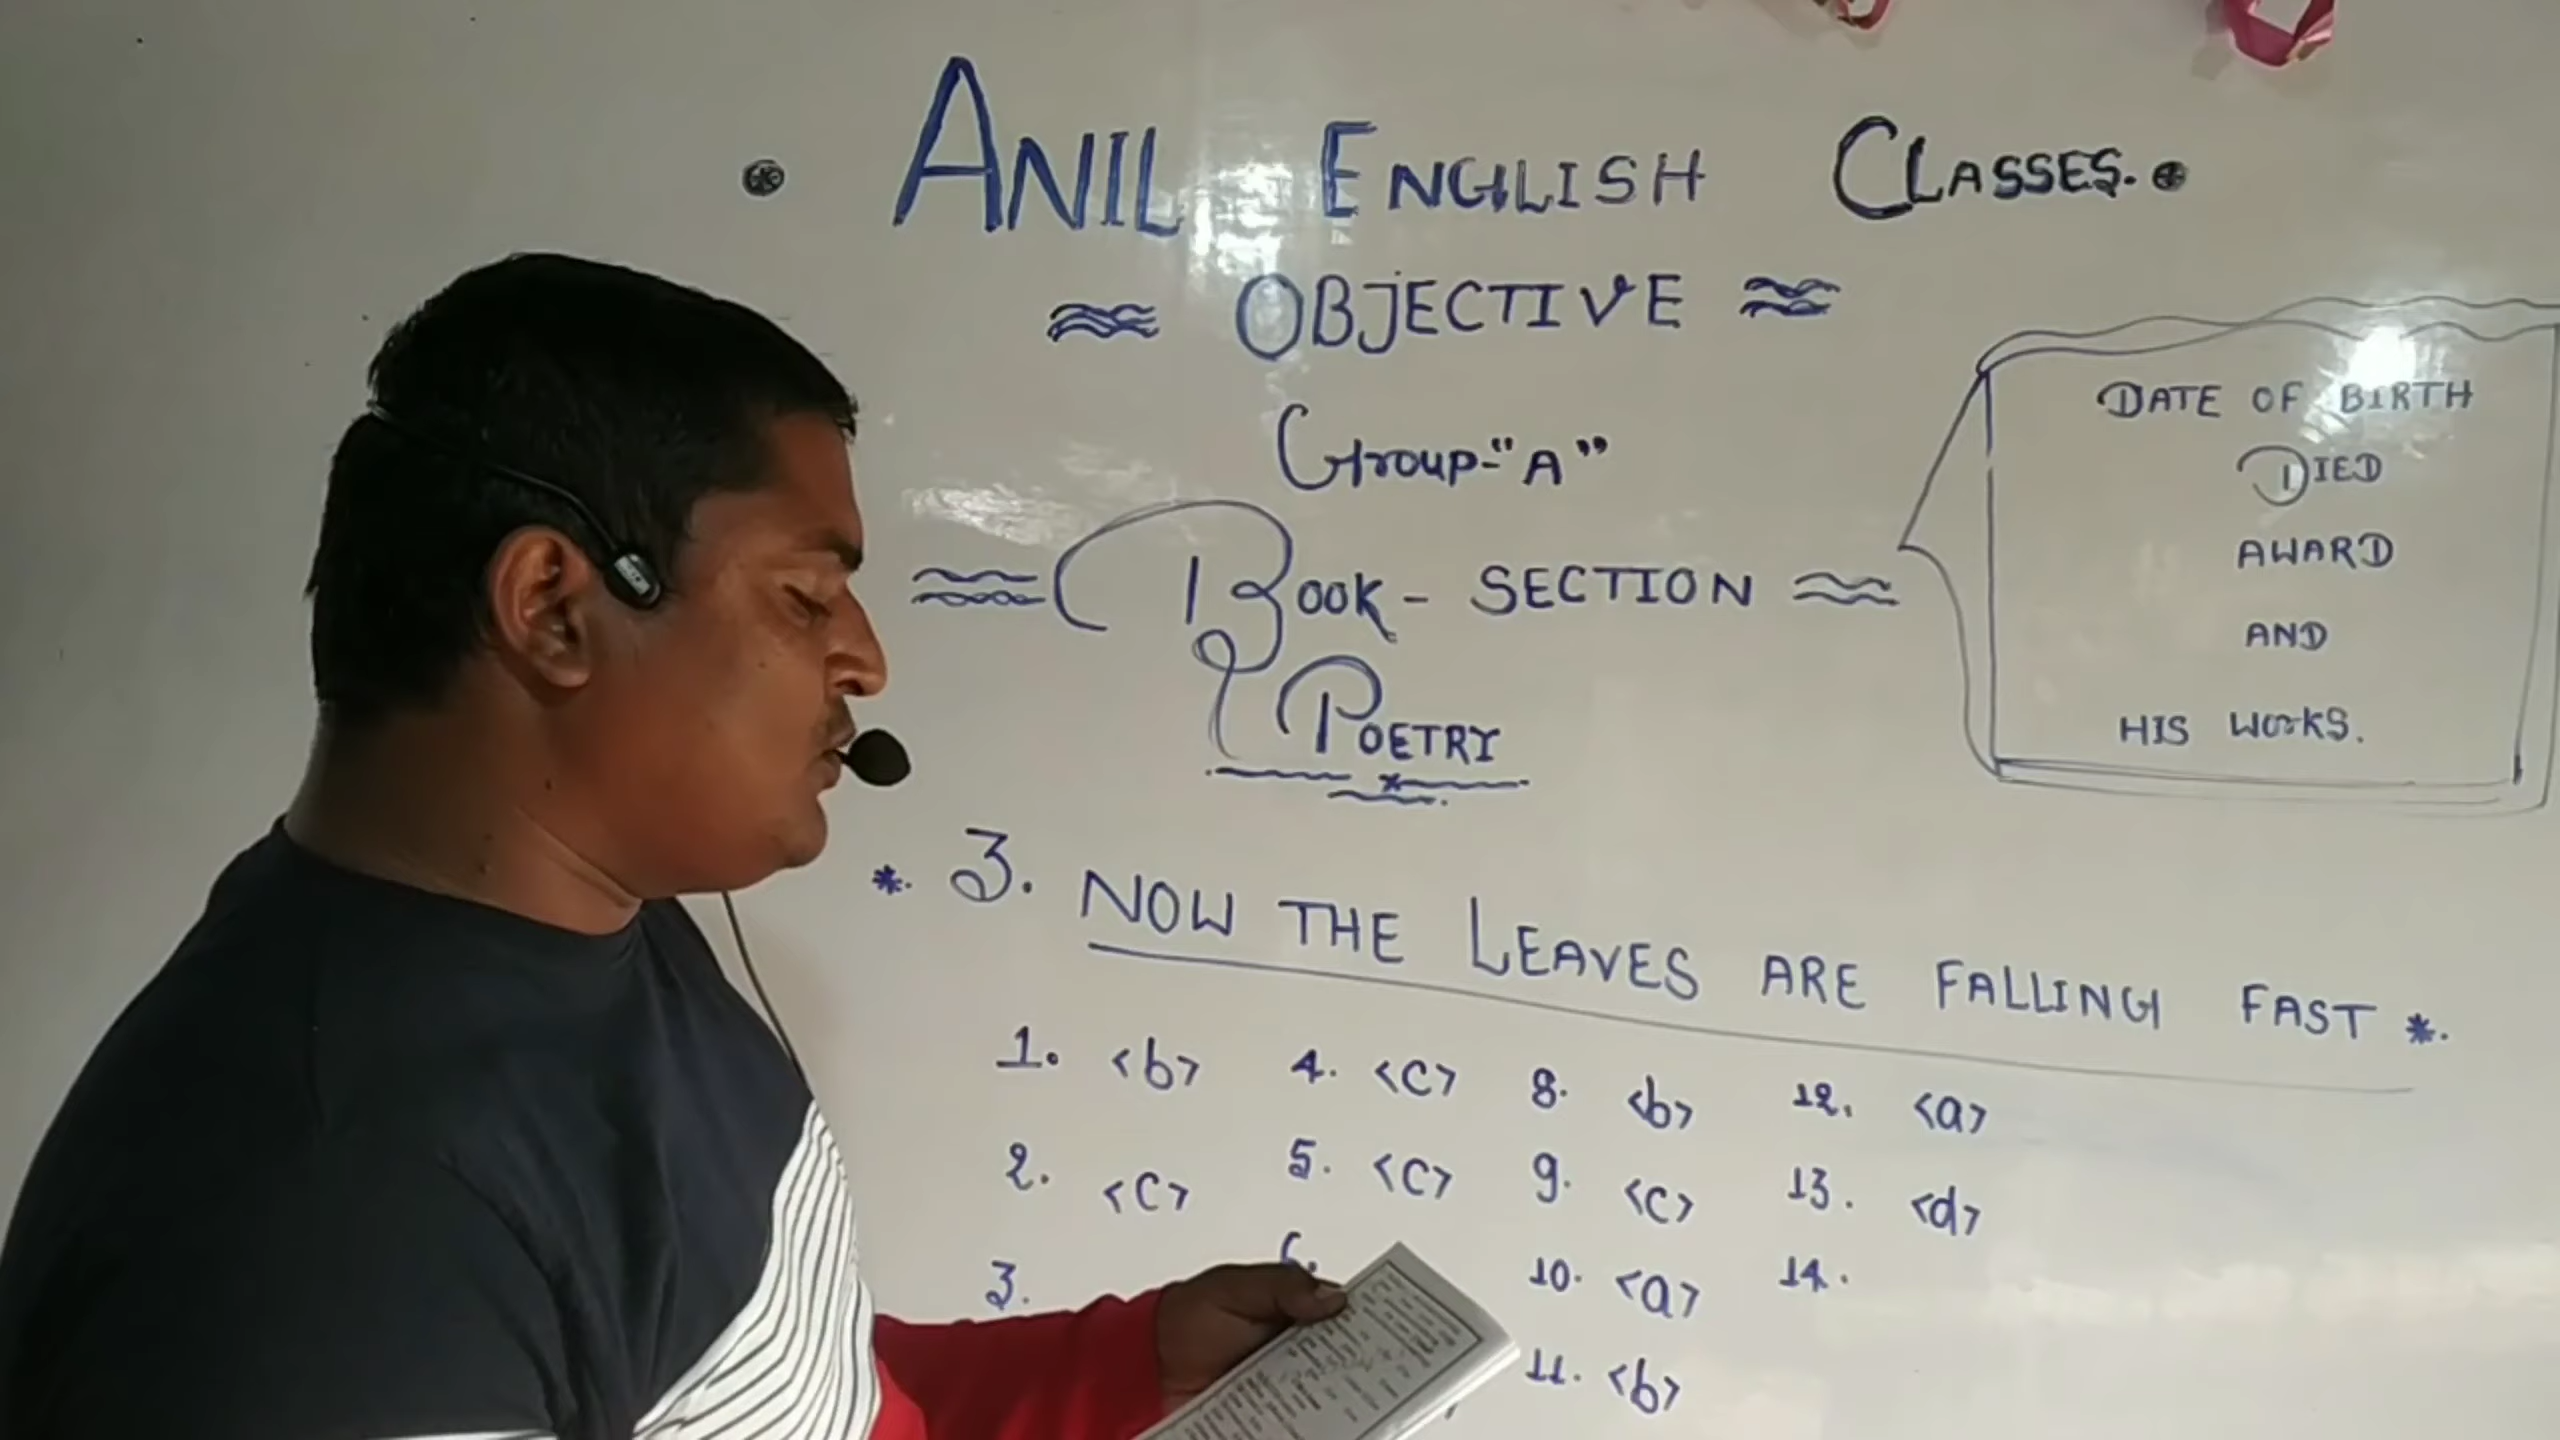 ANIL ENGLISH CLASSES.
OBJECTIVE
Group-"A"
BOOK - SECTION
POETRY
DATE OF BIRTH
DIED
AWARD
AND
HIS WORKS.
*. 3. NOW THE LEAVES ARE FALLING FAST *.
1. <b> 4. <c> 8. <b> 12. <a>
2. <c> 5. <c> 9. <c> 13. <d>
3. 6. 10. <a> 14.
11. <b>